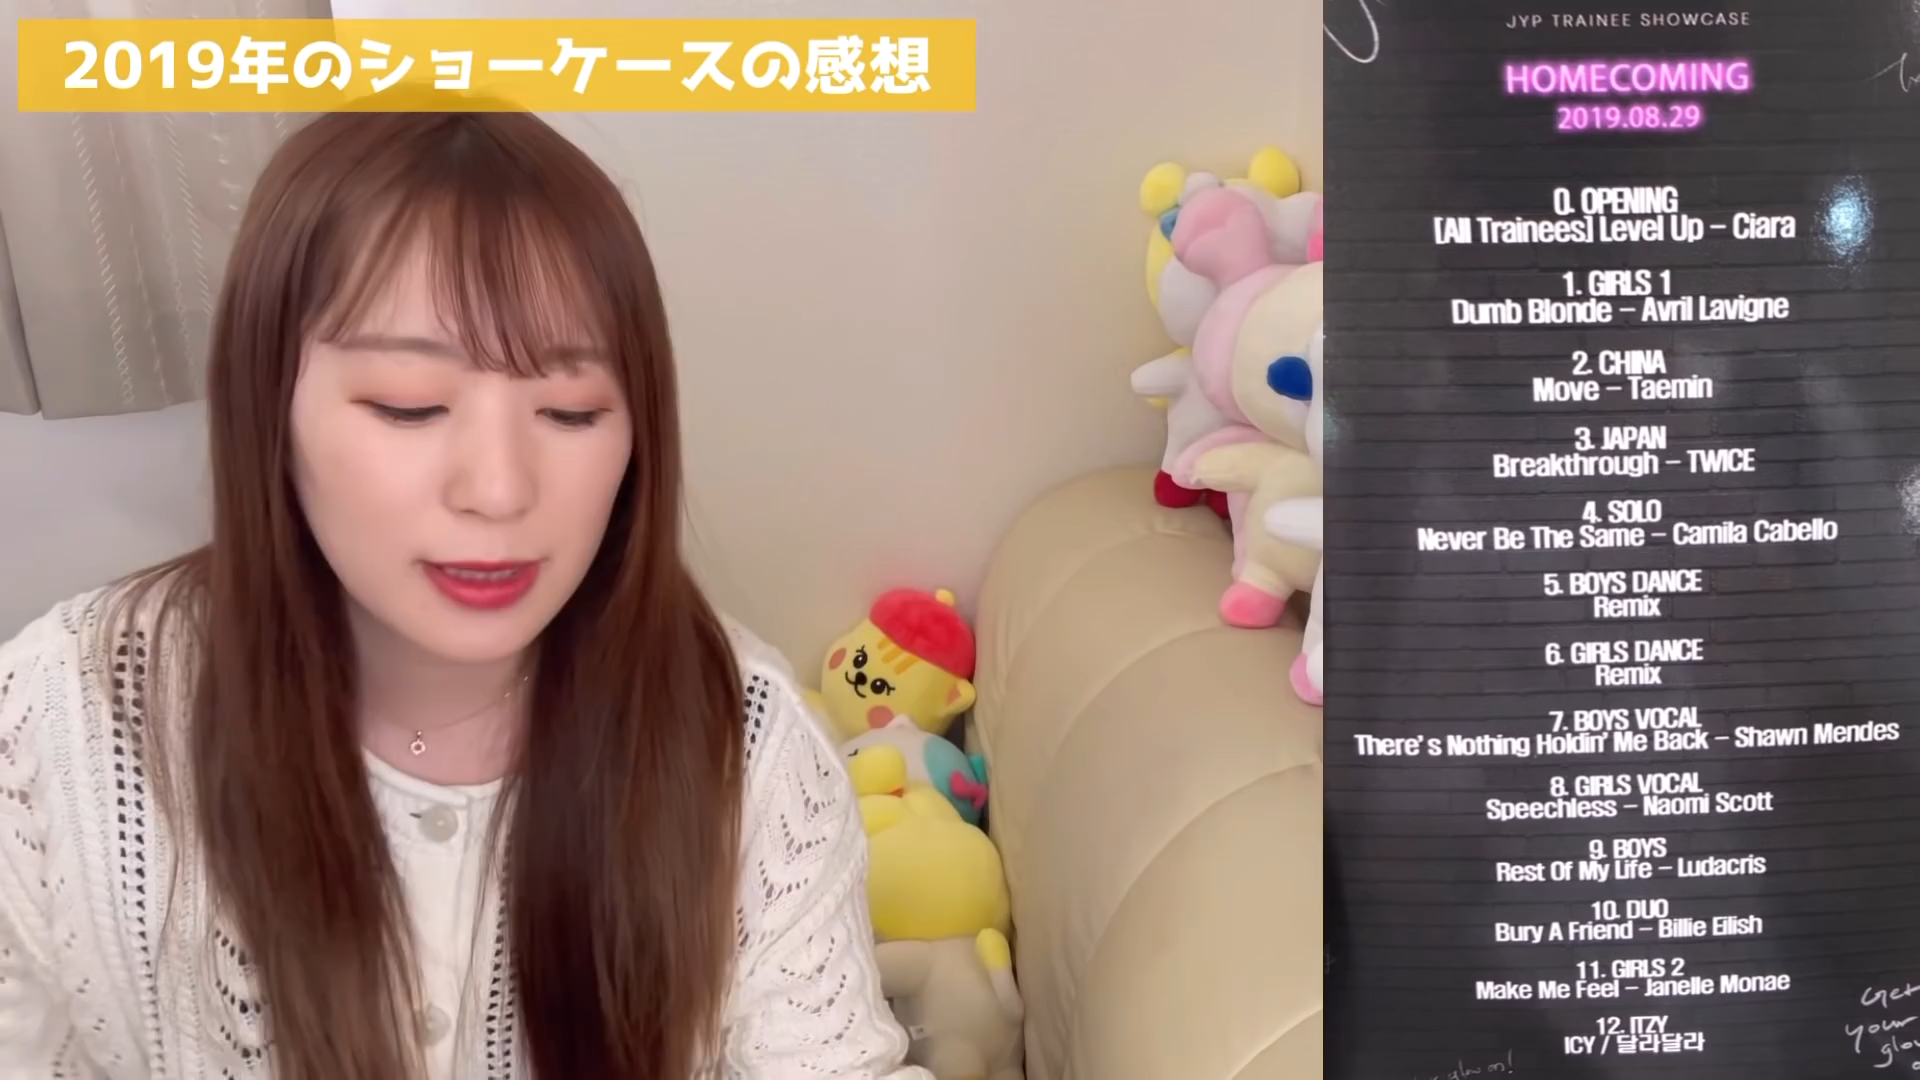 2019年のショーケースの感想
JYP TRAINEE SHOWCASE
HOMECOMING
2019.08.29
0. OPENING
[All Trainees] Level Up – Ciara
1. GIRLS 1
Dumb Blonde – Avril Lavigne
2. CHINA
Move – Taemin
3. JAPAN
Breakthrough – TWICE
4. SOLO
Never Be The Same – Camila Cabello
5. BOYS DANCE
Remix
6. GIRLS DANCE
Remix
7. BOYS VOCAL
There's Nothing Holdin' Me Back – Shawn Mendes
8. GIRLS VOCAL
Speechless – Naomi Scott
9. BOYS
Rest Of My Life – Ludacris
10. DUO
Bury A Friend – Billie Eilish
11. GIRLS 2
Make Me Feel – Janelle Monae
12. ITZY
ICY / 달라달라
Get
your